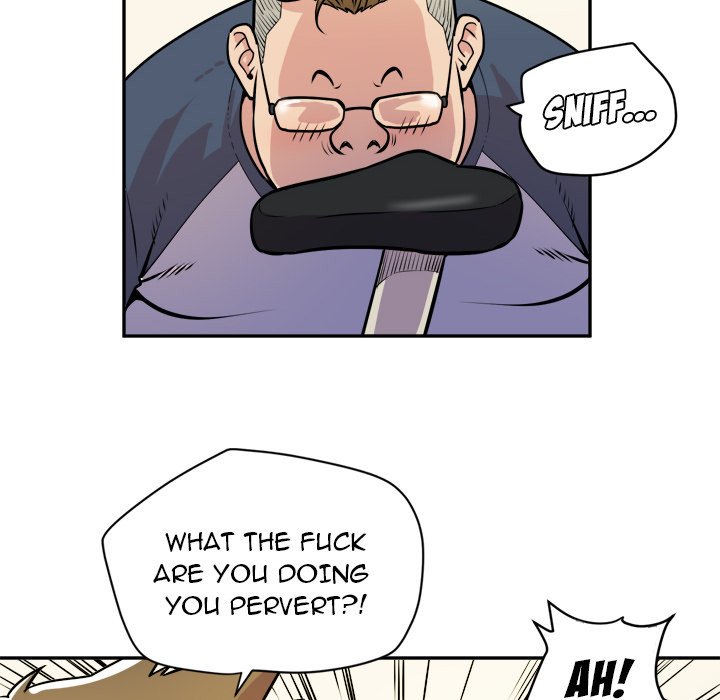 SNIFF...
WHAT THE FUCK
ARE YOU DOING
YOU PERVERT?!
AH!